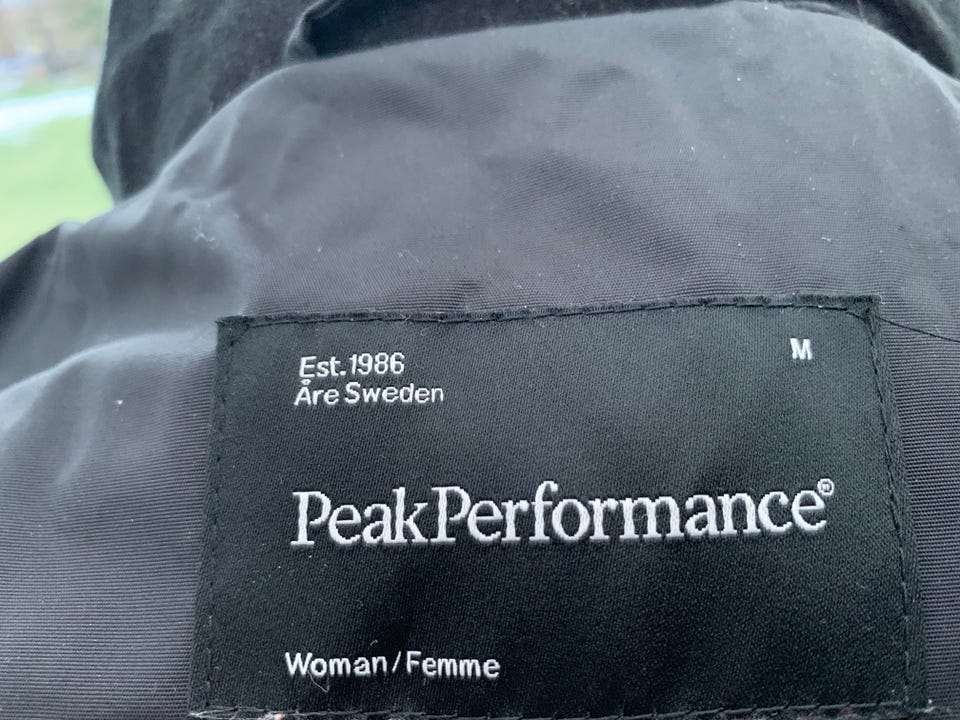 Est.1986
Åre Sweden
M
PeakPerformance®
Woman/Femme